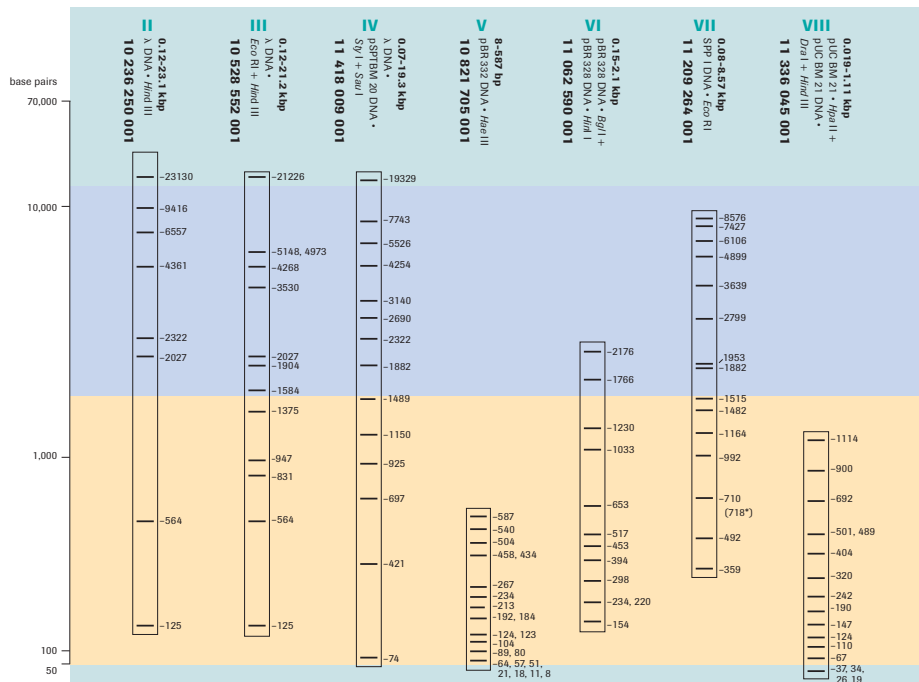 II
0.12–23.1 kbp
10 236 250 001
λ DNA • Hind III
III
0.12–21.2 kbp
10 528 552 001
λ DNA •
Eco RI + Hind III
IV
0.07–19.3 kbp
11 418 009 001
λ DNA •
pSPTBM 20 DNA •
Sty I + Sau I
V
8–587 bp
10 821 705 001
pBR 332 DNA • Hae III
VI
0.15–2.1 kbp
11 062 590 001
pBR 328 DNA • Bgl I +
pBR 328 DNA • Hinf I
VII
0.08–8.57 kbp
11 209 264 001
SPP I DNA • Eco RI
VIII
0.019–1.11 kbp
11 336 045 001
pUC BM 21 • Hpa II +
pUC BM 21 DNA •
Dra I + Hind III
base pairs
70,000
10,000
1,000
100
50
–23130
–9416
–6557
–4361
–2322
–2027
–564
–125
–21226
–5148, 4973
–4268
–3530
–2027
–1904
–1584
–1375
–947
–831
–564
–125
–19329
–7743
–5526
–4254
–3140
–2690
–2322
–1882
–1489
–1150
–925
–697
–421
–74
–587
–540
–504
–458, 434
–267
–234
–213
–192, 184
–124, 123
–104
–89, 80
–64, 57, 51,
21, 18, 11, 8
–2176
–1766
–1230
–1033
–653
–517
–453
–394
–298
–234, 220
–154
–8576
–7427
–6106
–4899
–3639
–2799
1953
–1882
–1515
–1482
–1164
–992
–710
(718*)
–492
–359
–1114
–900
–692
–501, 489
–404
–320
–242
–190
–147
–124
–110
–67
–37, 34,
26, 19